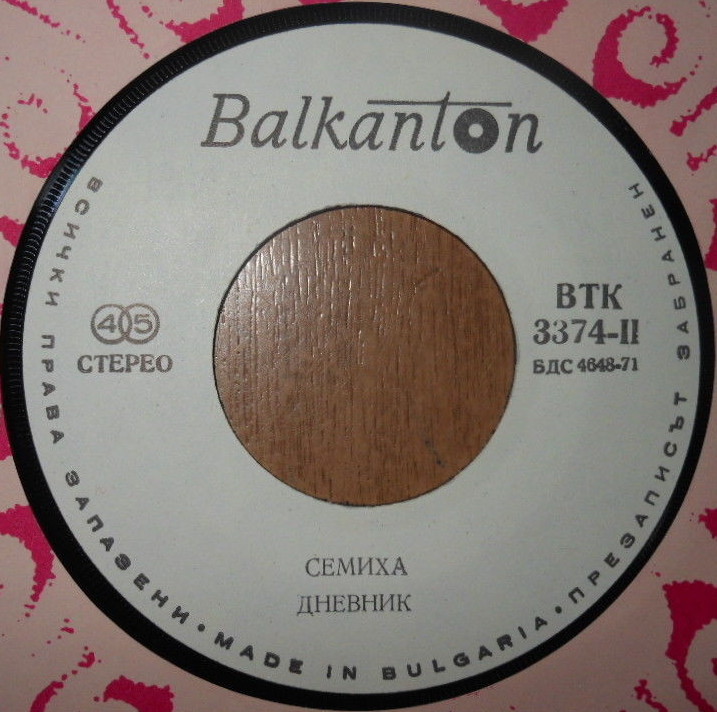 Balkanton
45
СТЕРЕО
ВТК
3374-II
БДС 4648-71
СЕМИХА
ДНЕВНИК
ВСИЧКИ ПРАВА ЗАПАЗЕНИ • MADE IN BULGARIA • ПРЕЗАПИСЪТ ЗАБРАНЕН